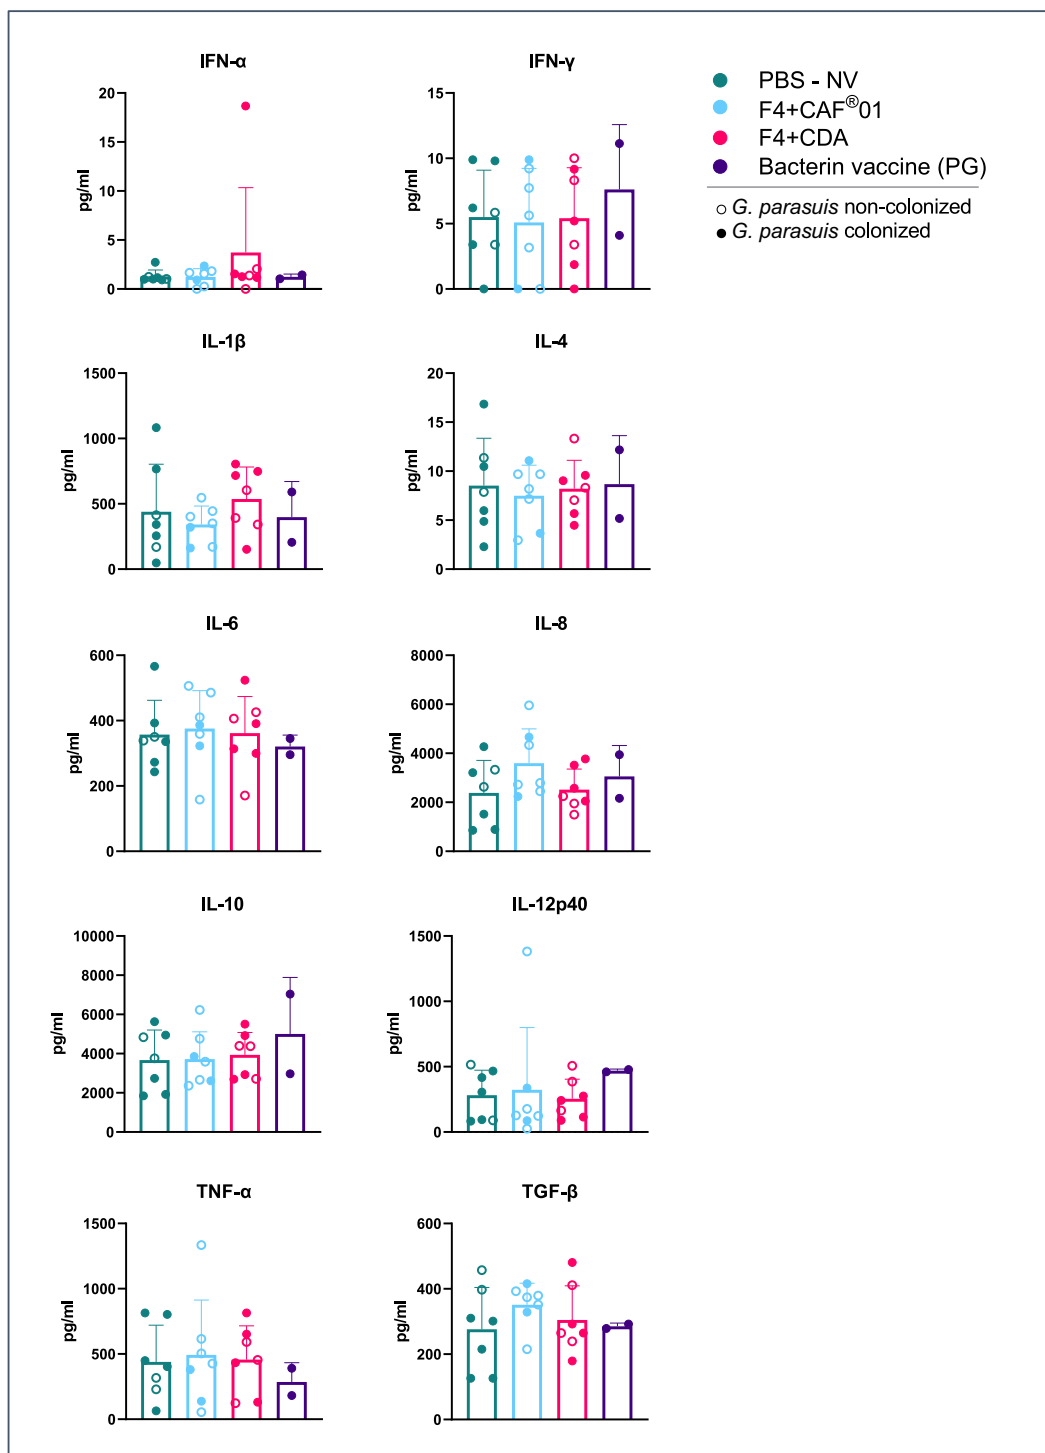 IFN-α
20
15
10
5
0
pg/ml
IFN-γ
15
10
5
0
pg/ml
PBS - NV
F4+CAF®01
F4+CDA
Bacterin vaccine (PG)
G. parasuis non-colonized
G. parasuis colonized
IL-1β
1500
1000
500
0
pg/ml
IL-4
20
15
10
5
0
pg/ml
IL-6
600
400
200
0
pg/ml
IL-8
8000
6000
4000
2000
0
pg/ml
IL-10
10000
8000
6000
4000
2000
0
pg/ml
IL-12p40
1500
1000
500
0
pg/ml
TNF-α
1500
1000
500
0
pg/ml
TGF-β
600
400
200
0
pg/ml